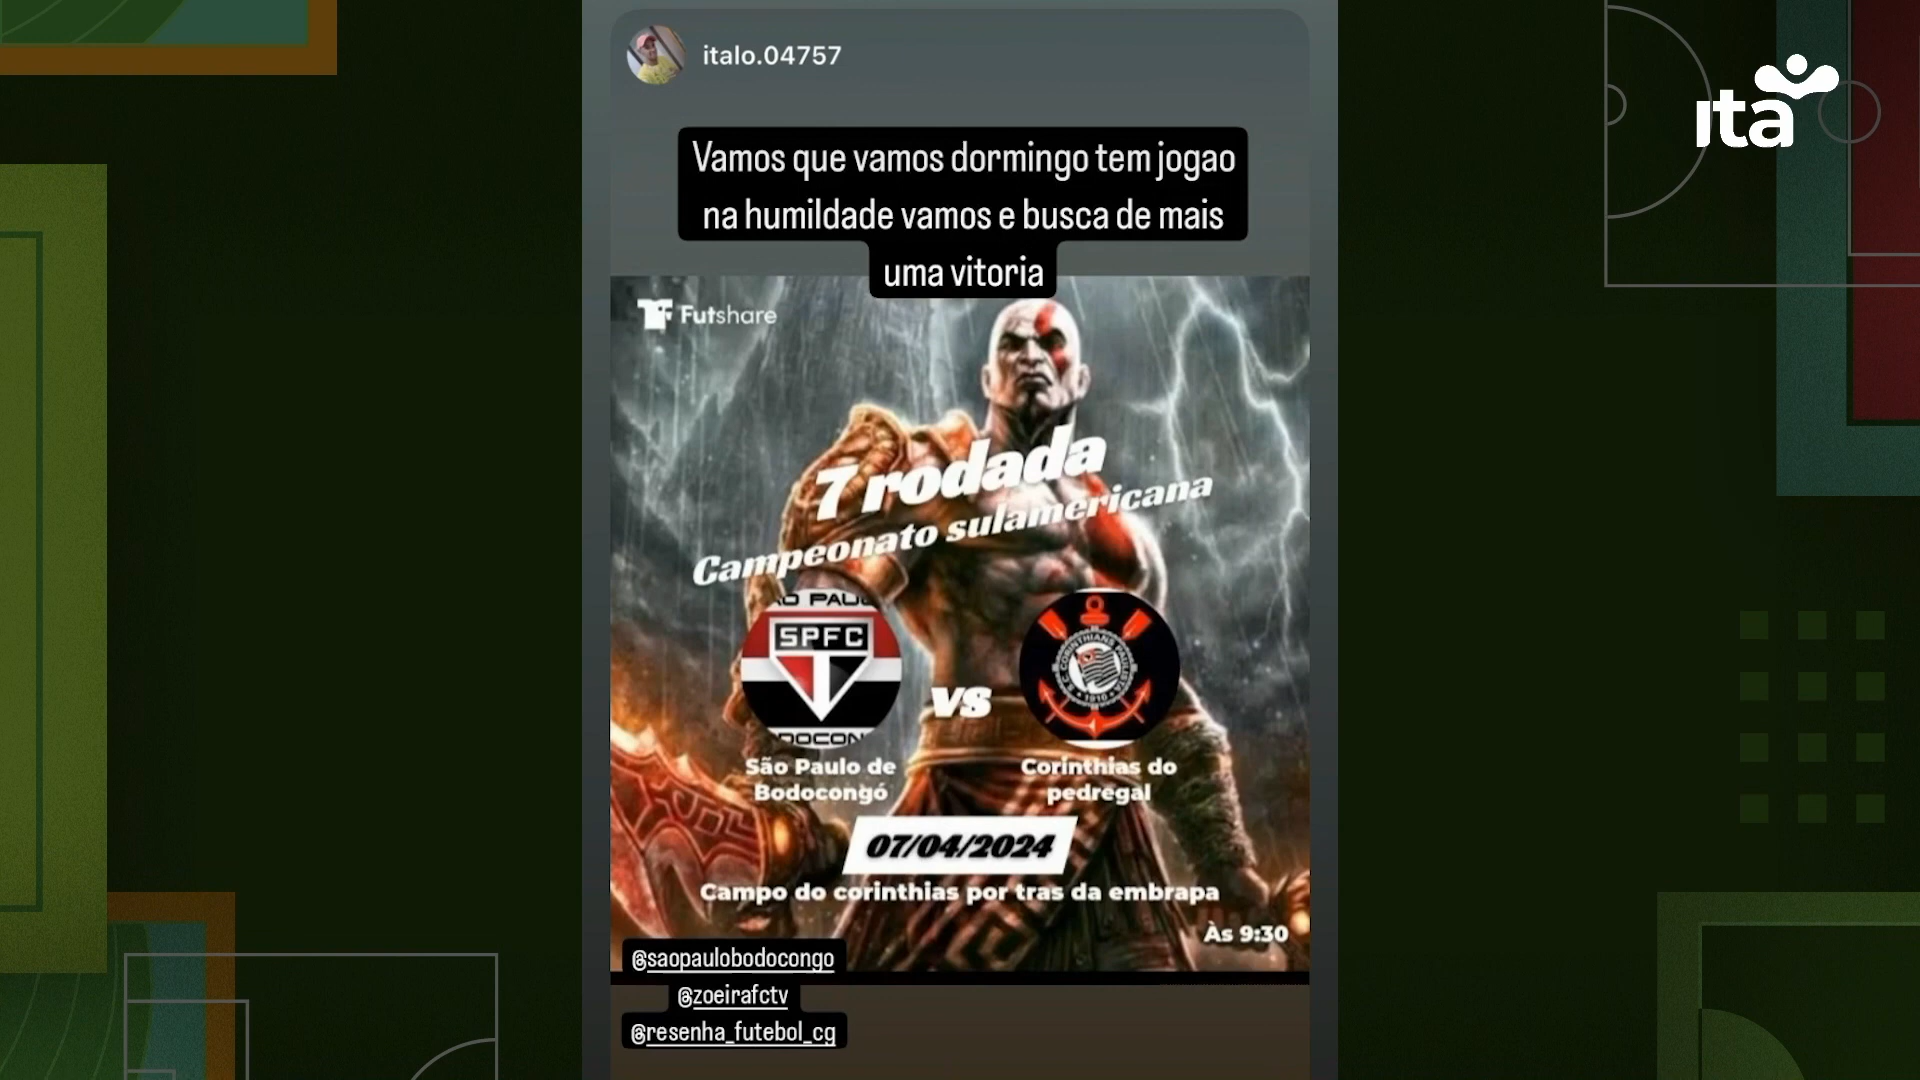 italo.04757
ita
Vamos que vamos dormingo tem jogao
na humildade vamos e busca de mais
uma vitoria
Futshare
7 rodada
Campeonato sulamericana
SPFC
VS
São Paulo de
Bodocongó
Corinthias do
pedregal
07/04/2024
Campo do corinthias por tras da embrapa
Às 9:30
@saopaulobodocongo
@zoeirafctv
@resenha_futebol_cg